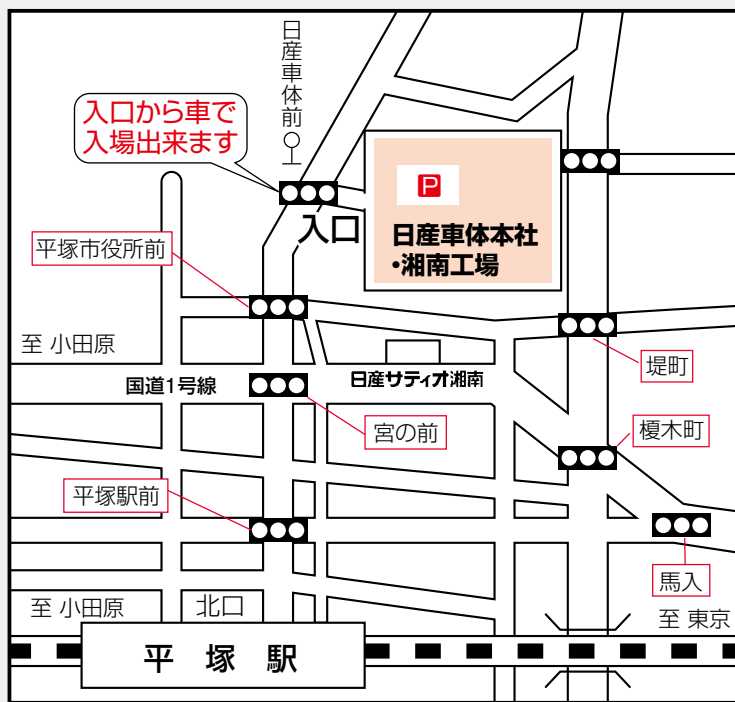 日産車体前
入口から車で
入場出来ます
P
入口
日産車体本社
・湘南工場
平塚市役所前
至 小田原
堤町
国道1号線
日産サティオ湘南
宮の前
榎木町
平塚駅前
馬入
至 小田原
北口
至 東京
平塚駅